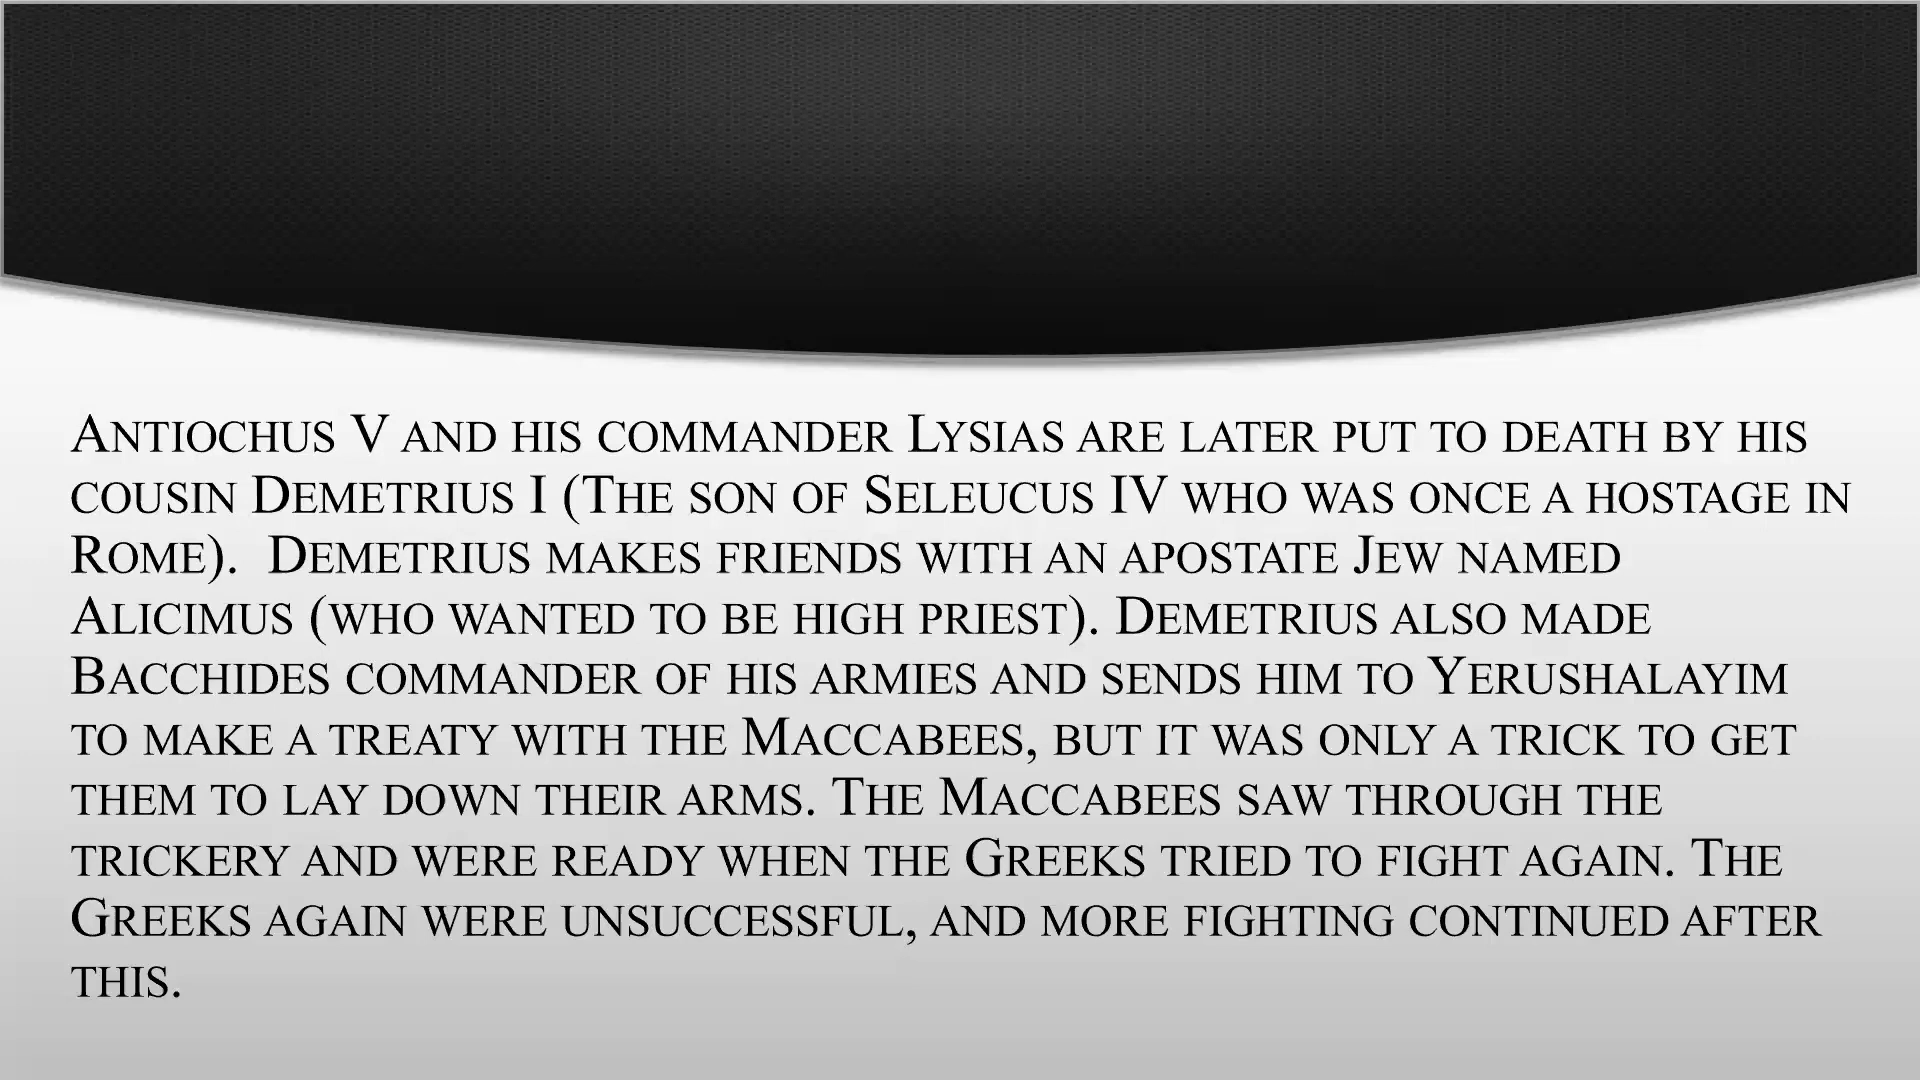 Antiochus V and his commander Lysias are later put to death by his
cousin Demetrius I (The son of Seleucus IV who was once a hostage in
Rome).  Demetrius makes friends with an apostate Jew named
Alicimus (who wanted to be high priest). Demetrius also made
Bacchides commander of his armies and sends him to Yerushalayim
to make a treaty with the Maccabees, but it was only a trick to get
them to lay down their arms. The Maccabees saw through the
trickery and were ready when the Greeks tried to fight again. The
Greeks again were unsuccessful, and more fighting continued after
this.